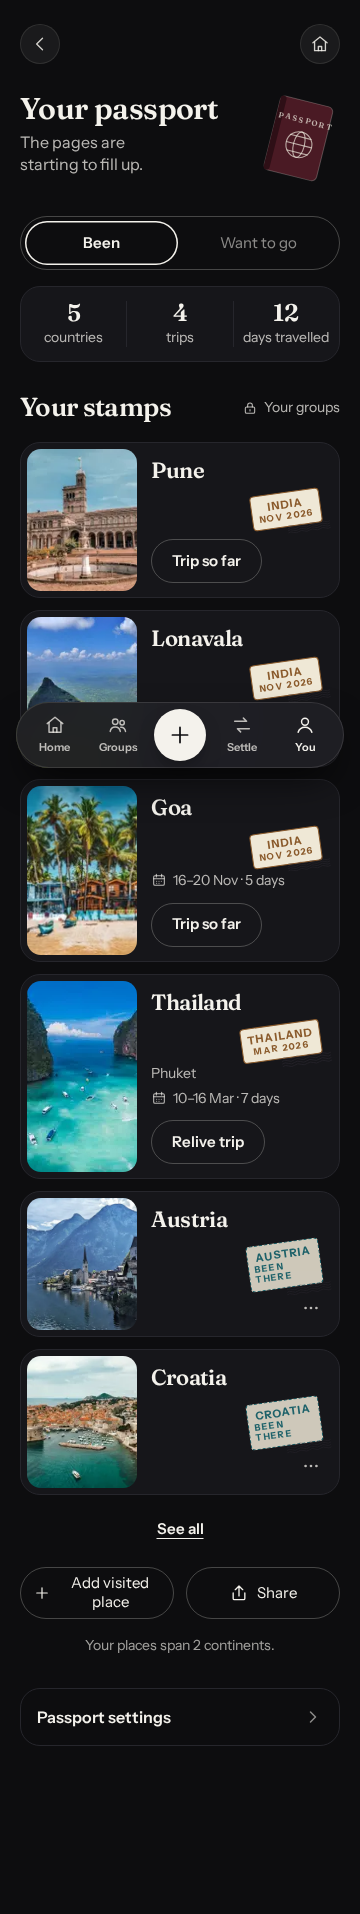 Your passport
The pages are
starting to fill up.
PASSPORT
Been
Want to go
5
countries
4
trips
12
days travelled
Your stamps
Your groups
Pune
INDIA
NOV 2026
Trip so far
Lonavala
INDIA
NOV 2026
Home
Groups
Settle
You
Goa
INDIA
NOV 2026
16–20 Nov · 5 days
Trip so far
Thailand
THAILAND
MAR 2026
Phuket
10–16 Mar · 7 days
Relive trip
Austria
AUSTRIA
BEEN
THERE
Croatia
CROATIA
BEEN
THERE
See all
Add visited
place
Share
Your places span 2 continents.
Passport settings